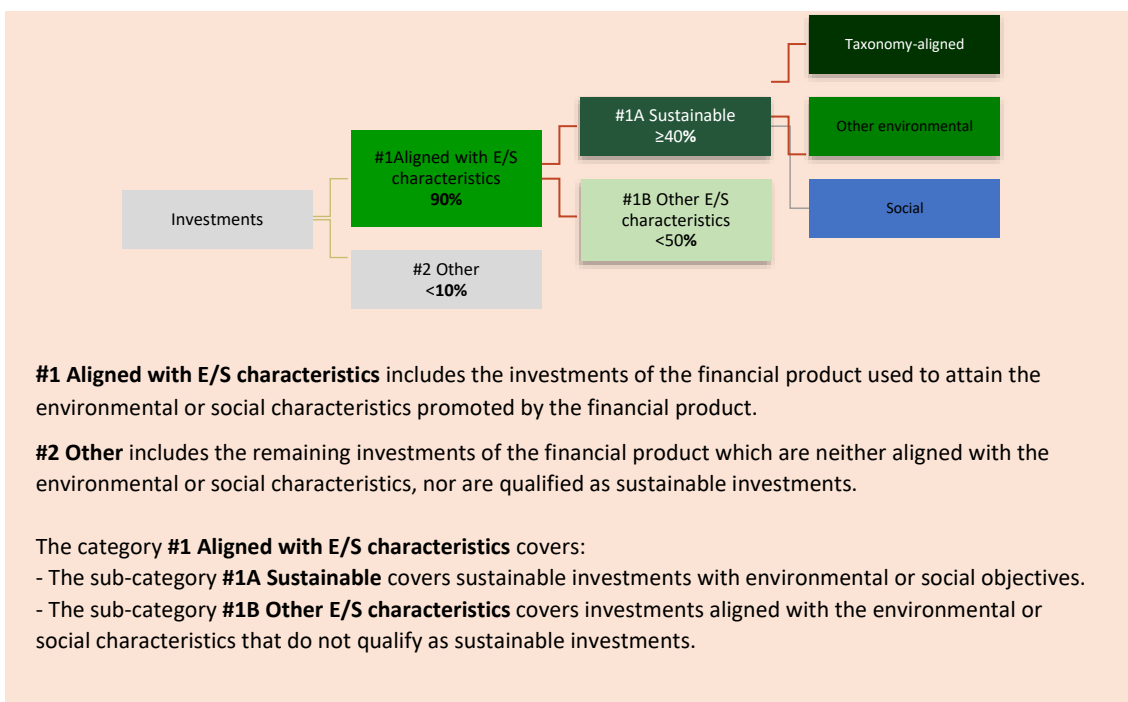 Taxonomy-aligned
#1A Sustainable
≥40%
Other environmental
#1Aligned with E/S
characteristics
90%
#1B Other E/S
characteristics
<50%
Social
Investments
#2 Other
<10%
#1 Aligned with E/S characteristics includes the investments of the financial product used to attain the
environmental or social characteristics promoted by the financial product.
#2 Other includes the remaining investments of the financial product which are neither aligned with the
environmental or social characteristics, nor are qualified as sustainable investments.
The category #1 Aligned with E/S characteristics covers:
- The sub-category #1A Sustainable covers sustainable investments with environmental or social objectives.
- The sub-category #1B Other E/S characteristics covers investments aligned with the environmental or
social characteristics that do not qualify as sustainable investments.